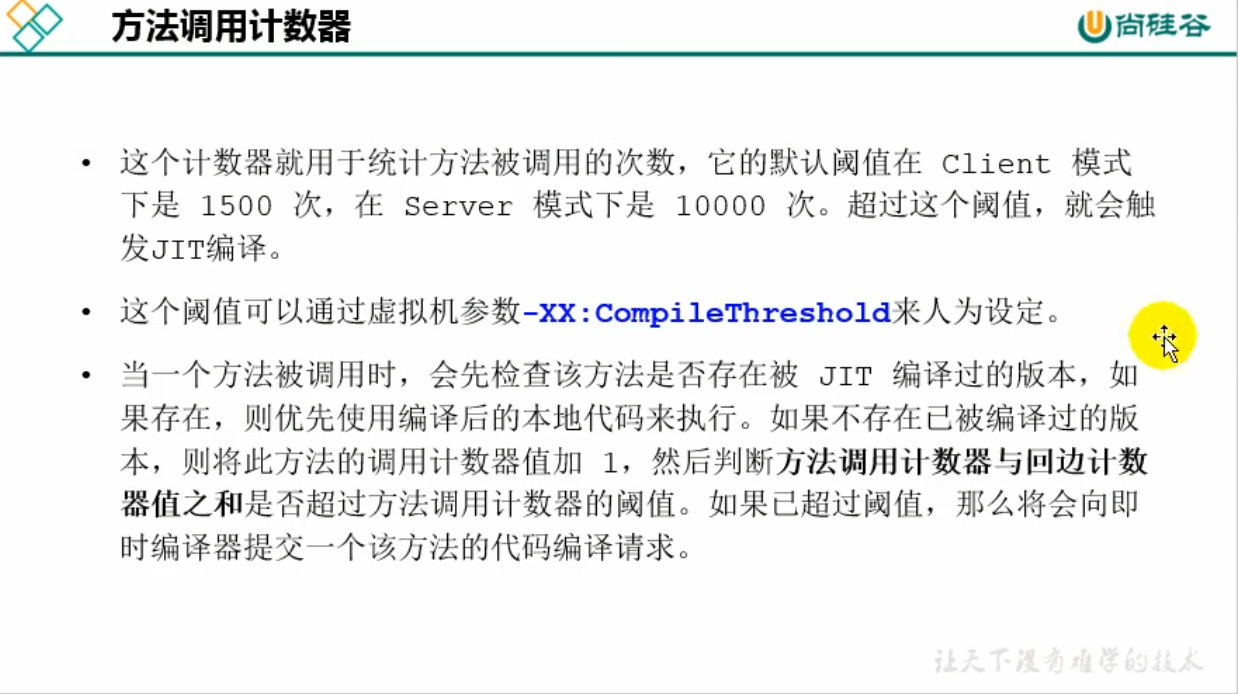 方法调用计数器
尚硅谷
• 这个计数器就用于统计方法被调用的次数，它的默认阈值在 Client 模式
下是 1500 次，在 Server 模式下是 10000 次。超过这个阈值，就会触
发JIT编译。
• 这个阈值可以通过虚拟机参数-XX:CompileThreshold来人为设定。
• 当一个方法被调用时，会先检查该方法是否存在被 JIT 编译过的版本，如
果存在，则优先使用编译后的本地代码来执行。如果不存在已被编译过的版
本，则将此方法的调用计数器值加 1，然后判断方法调用计数器与回边计数
器值之和是否超过方法调用计数器的阈值。如果已超过阈值，那么将会向即
时编译器提交一个该方法的代码编译请求。
让天下没有难学的技术